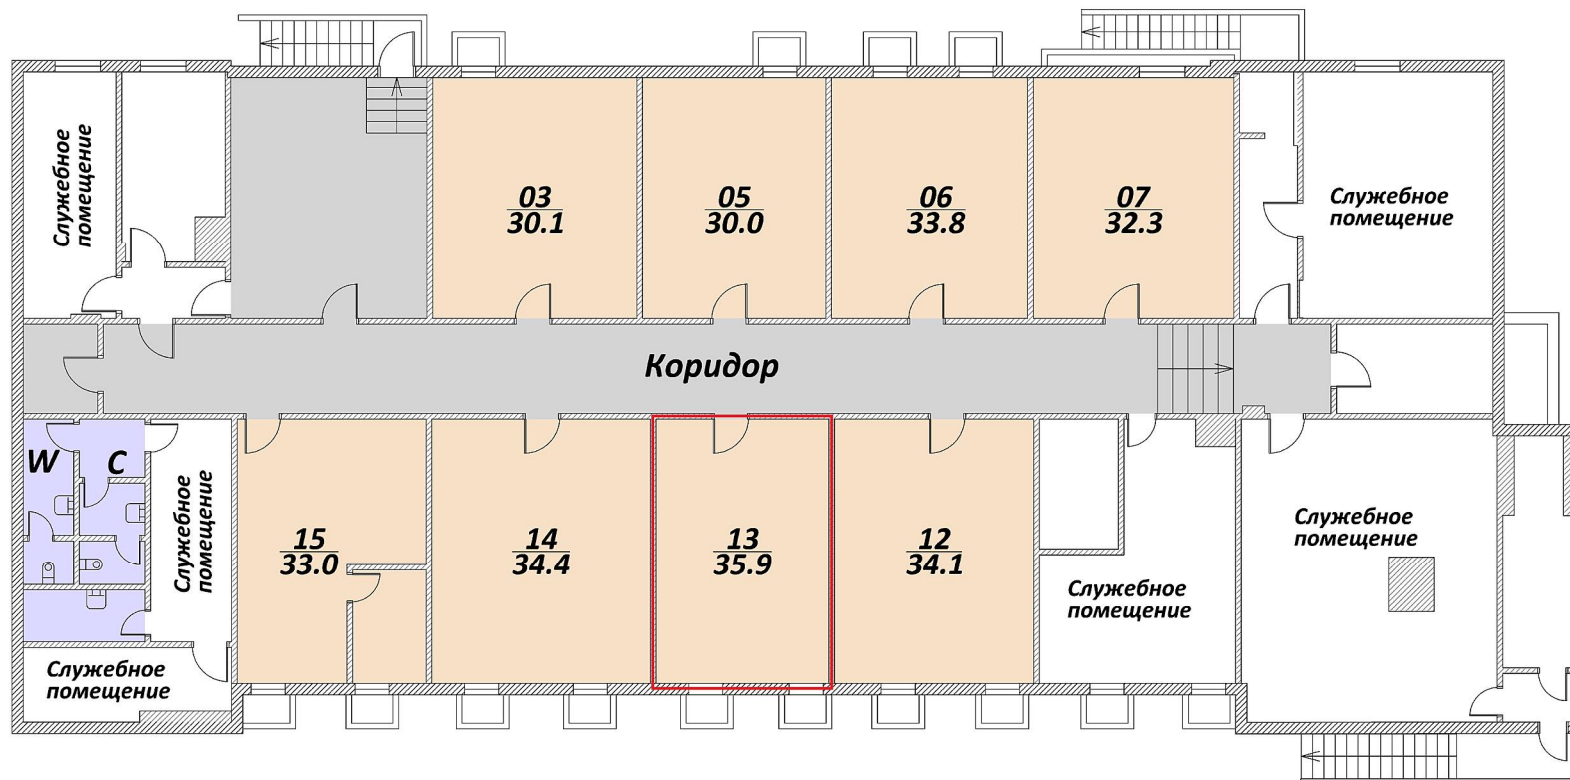 Служебное
помещение
03
30.1
05
30.0
06
33.8
07
32.3
Служебное
помещение
Коридор
W C
Служебное
помещение
15
33.0
14
34.4
13
35.9
12
34.1
Служебное
помещение
Служебное
помещение
Служебное
помещение